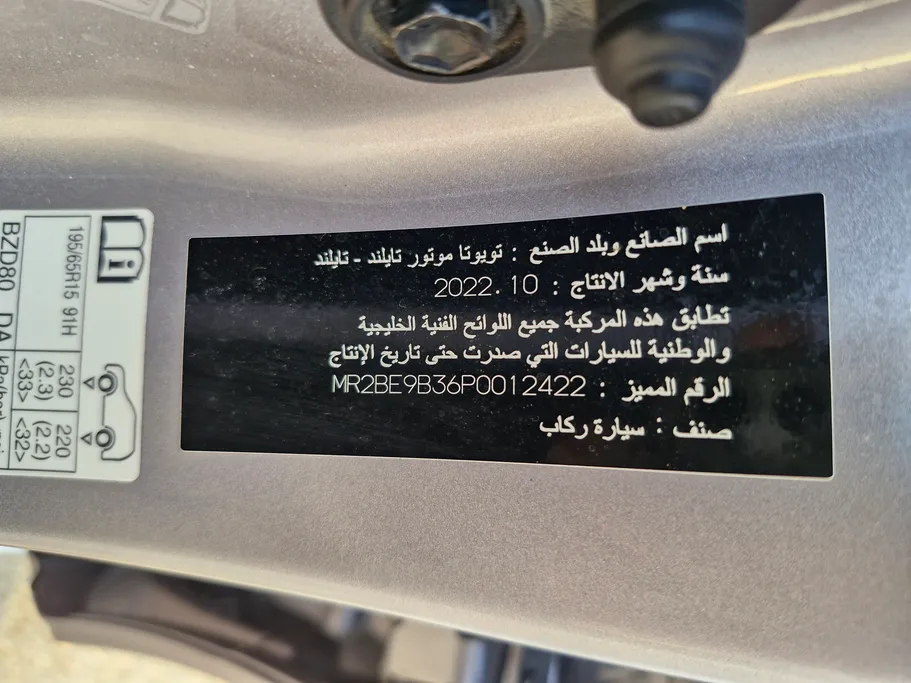 اسم الصانع وبلد الصنع : تويوتا موتور تايلند - تايلند
سنة وشهر الانتاج : 2022.10
تطابق هذه المركبة جميع اللوائح الفنية الخليجية
والوطنية للسيارات التي صدرت حتى تاريخ الإنتاج
الرقم المميز : MR2BE9B36P0012422
صنف : سيارة ركاب
195/65R15 91H
230
(2.3)
<33>
220
(2.2)
<32>
BZD80 DA